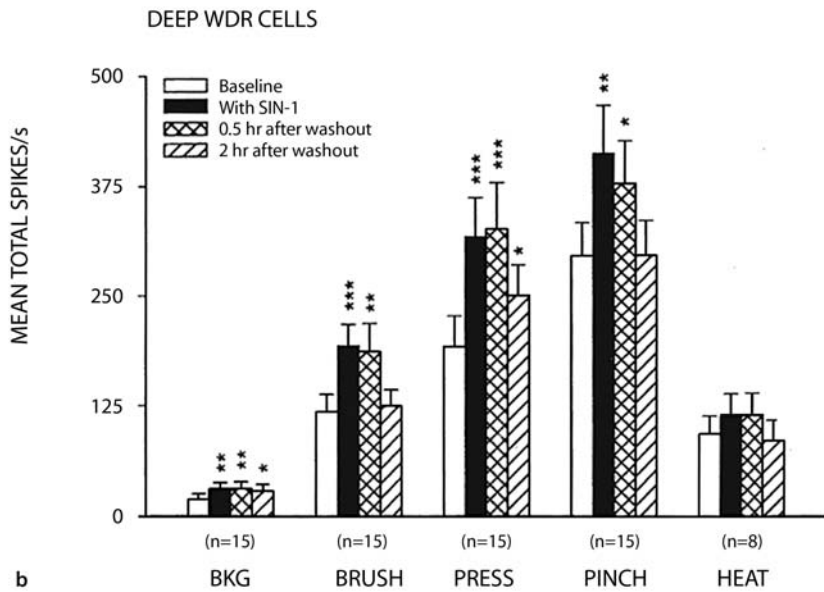 DEEP WDR CELLS
MEAN TOTAL SPIKES/s
500
375
250
125
0
Baseline
With SIN-1
0.5 hr after washout
2 hr after washout
** ** *
*** **
*** *** *
** *
(n=15) (n=15) (n=15) (n=15) (n=8)
BKG BRUSH PRESS PINCH HEAT
b